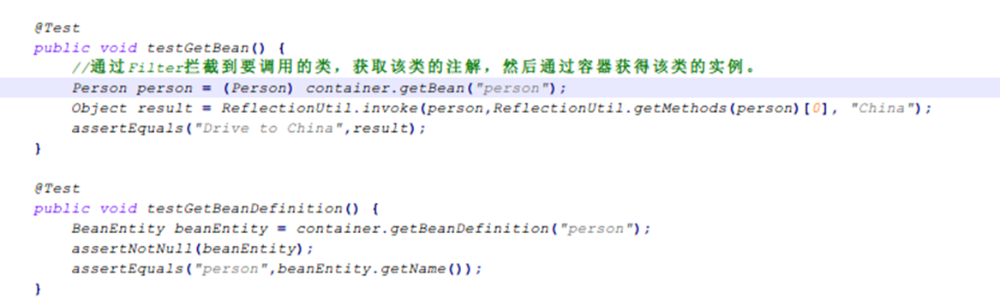 @Test
public void testGetBean() {
//通过Filter拦截到要调用的类，获取该类的注解，然后通过容器获得该类的实例。
Person person = (Person) container.getBean("person");
Object result = ReflectionUtil.invoke(person,ReflectionUtil.getMethods(person)[0], "China");
assertEquals("Drive to China",result);
}
@Test
public void testGetBeanDefinition() {
BeanEntity beanEntity = container.getBeanDefinition("person");
assertNotNull(beanEntity);
assertEquals("person",beanEntity.getName());
}